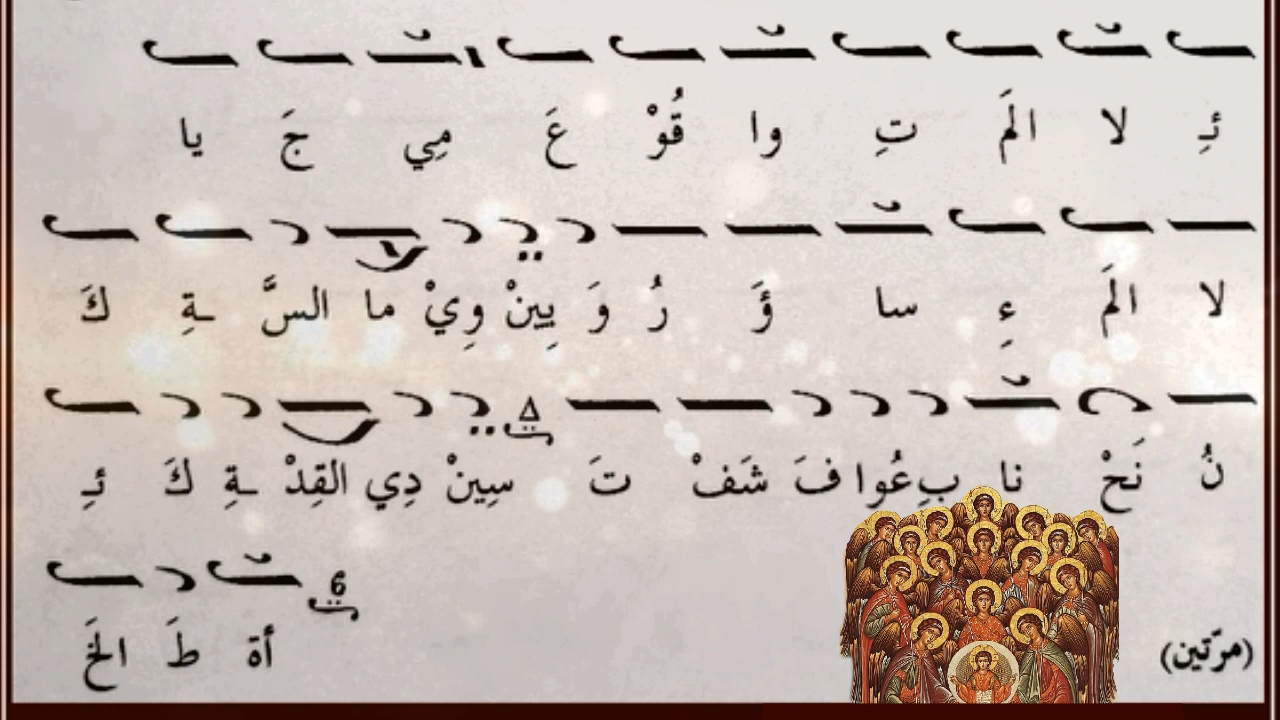 يا جَ مِي عَ قُوْ وا تِ المَ لا ئِـ
كَ ـةِ السَّ ما وِيْ يِينْ وَ رُ ؤَ سا ءِ المَ لا
ئِـ كَ ـةِ القِدْ دِي سِينْ تَ شَفْ فَ عُوا بِ نا نَحْ نُ
الخَ طَ أة (مرّتين)